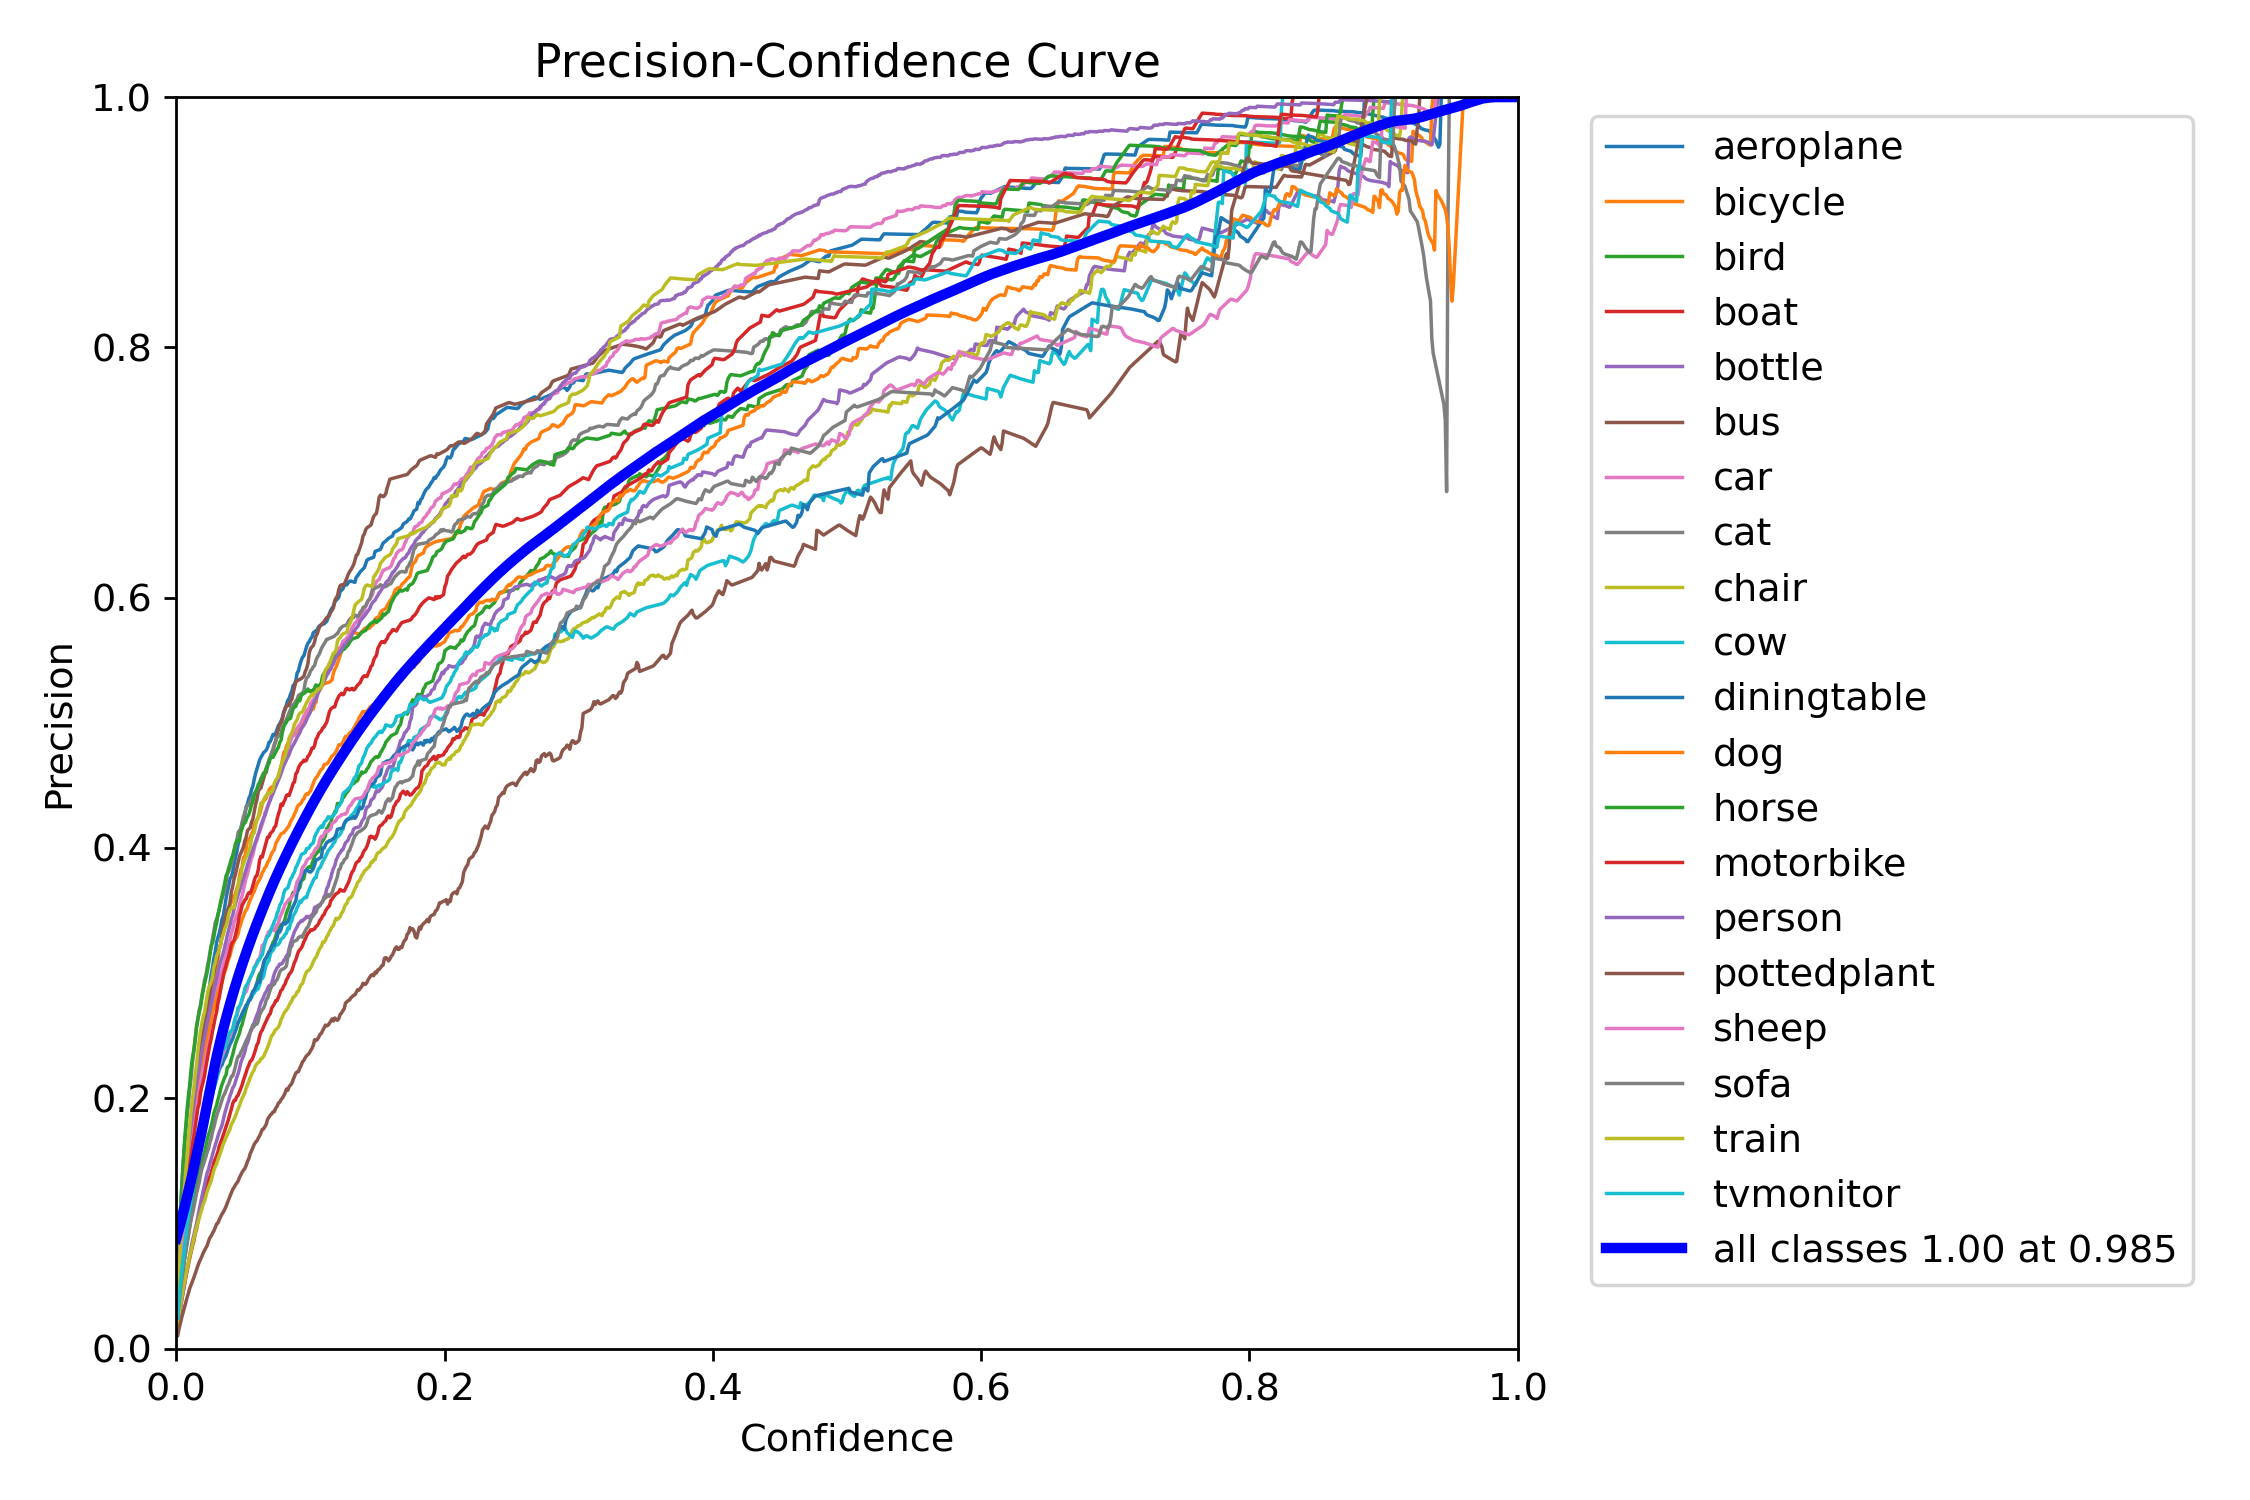 Precision-Confidence Curve
1.0
0.8
0.6
0.4
0.2
0.0
Precision
0.0 0.2 0.4 0.6 0.8 1.0
Confidence
aeroplane
bicycle
bird
boat
bottle
bus
car
cat
chair
cow
diningtable
dog
horse
motorbike
person
pottedplant
sheep
sofa
train
tvmonitor
all classes 1.00 at 0.985